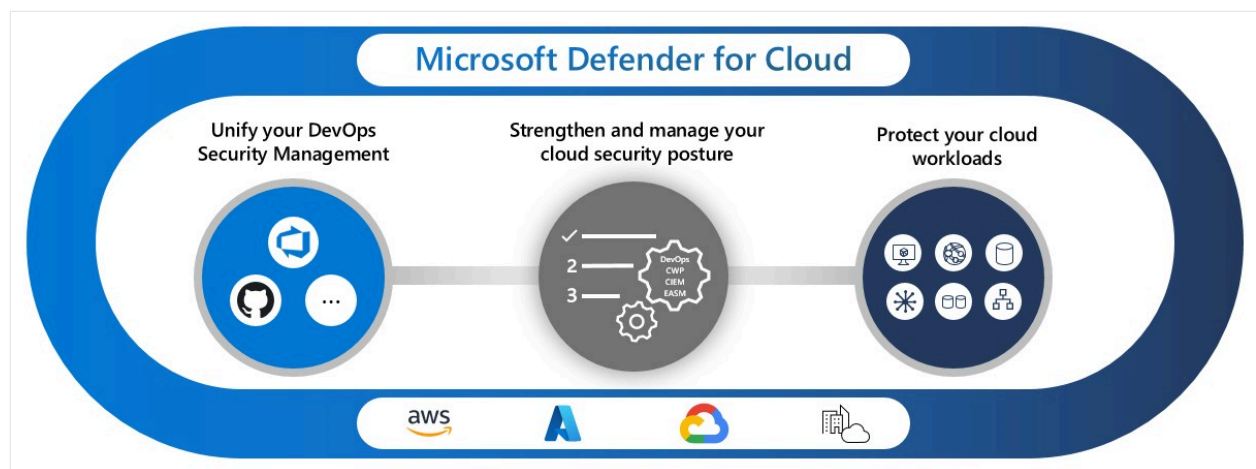 Microsoft Defender for Cloud
Unify your DevOps
Security Management
Strengthen and manage your
cloud security posture
Protect your cloud
workloads
2
3
DevOps
CWP
CIEM
EASM
...
aws